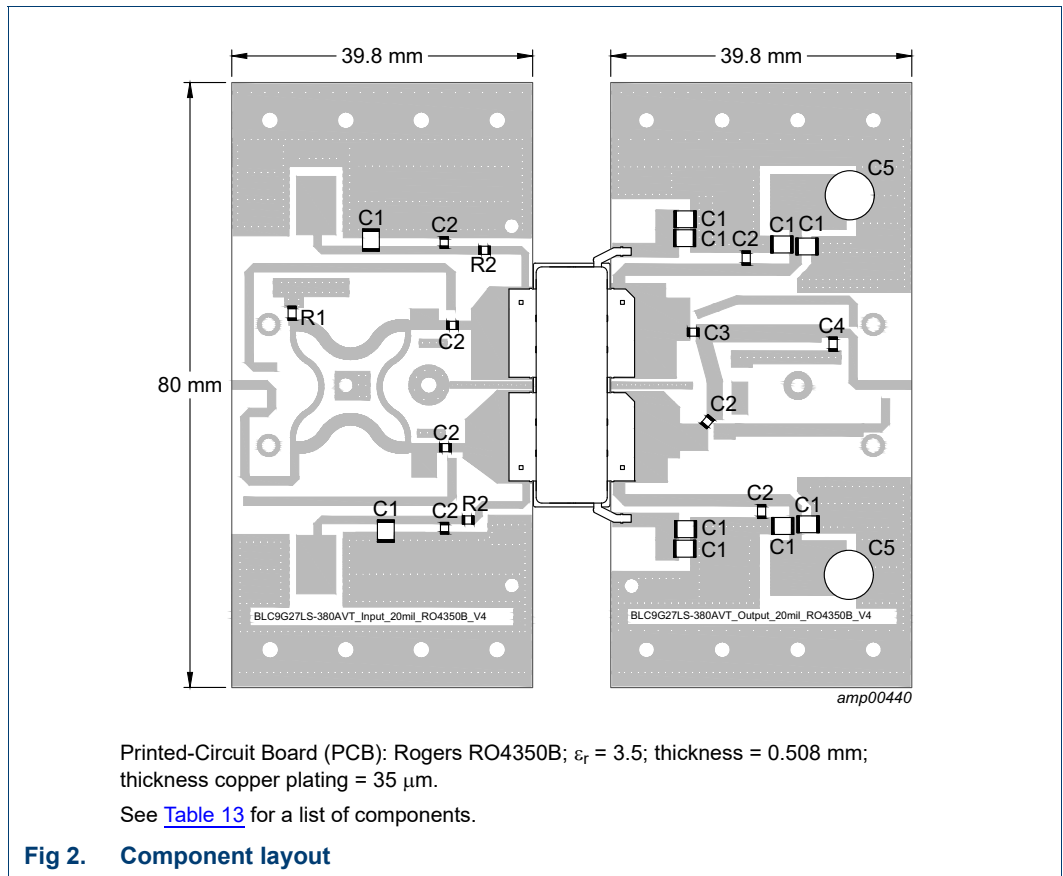 39.8 mm
39.8 mm
80 mm
C1
C2
R2
R1
C2
C2
C1
C2
R2
BLC9G27LS-380AVT_Input_20mil_RO4350B_V4
C5
C1
C1
C2
C1
C1
C3
C4
C2
C2
C1
C1
C1
C1
C5
BLC9G27LS-380AVT_Output_20mil_RO4350B_V4
amp00440
Printed-Circuit Board (PCB): Rogers RO4350B; εr = 3.5; thickness = 0.508 mm;
thickness copper plating = 35 μm.
See Table 13 for a list of components.
Fig 2. Component layout